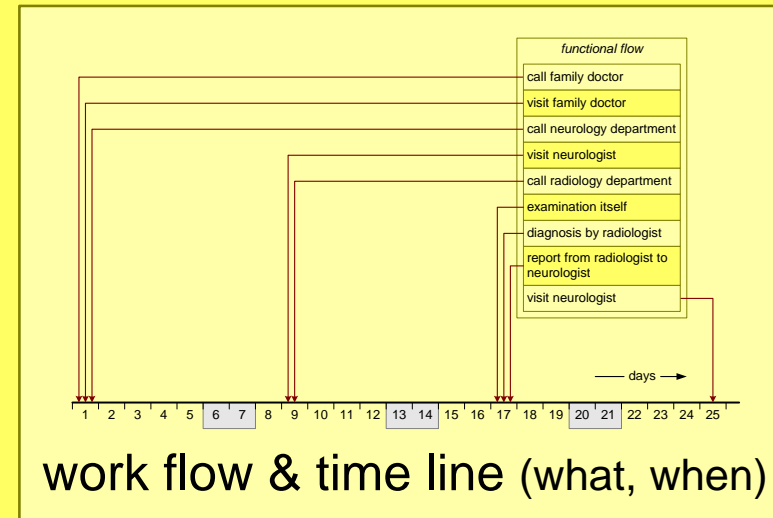 functional flow
call family doctor
visit family doctor
call neurology department
visit neurologist
call radiology department
examination itself
diagnosis by radiologist
report from radiologist to
neurologist
visit neurologist
days
1 2 3 4 5 6 7 8 9 10 11 12 13 14 15 16 17 18 19 20 21 22 23 24 25
work flow & time line (what, when)